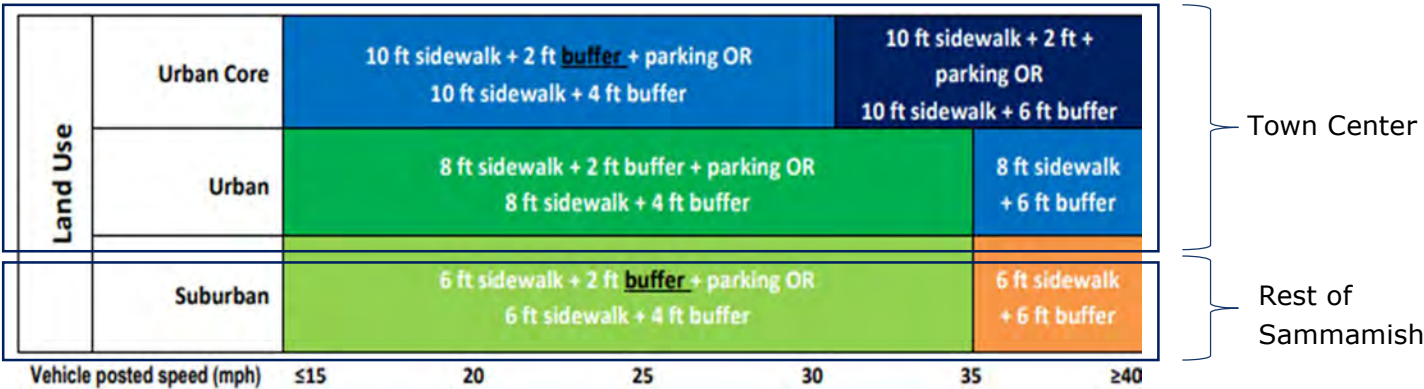 Land Use
Urban Core
10 ft sidewalk + 2 ft buffer + parking OR
10 ft sidewalk + 4 ft buffer
10 ft sidewalk + 2 ft +
parking OR
10 ft sidewalk + 6 ft buffer
Town Center
Urban
8 ft sidewalk + 2 ft buffer + parking OR
8 ft sidewalk + 4 ft buffer
8 ft sidewalk
+ 6 ft buffer
Suburban
6 ft sidewalk + 2 ft buffer + parking OR
6 ft sidewalk + 4 ft buffer
6 ft sidewalk
+ 6 ft buffer
Rest of
Sammamish
Vehicle posted speed (mph) ≤15 20 25 30 35 ≥40